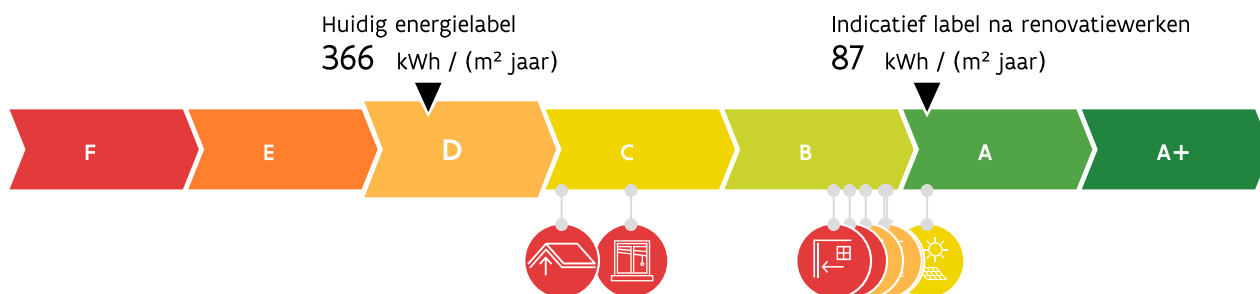 Huidig energielabel
366 kWh / (m² jaar)
Indicatief label na renovatiewerken
87 kWh / (m² jaar)
F E D C B A A+